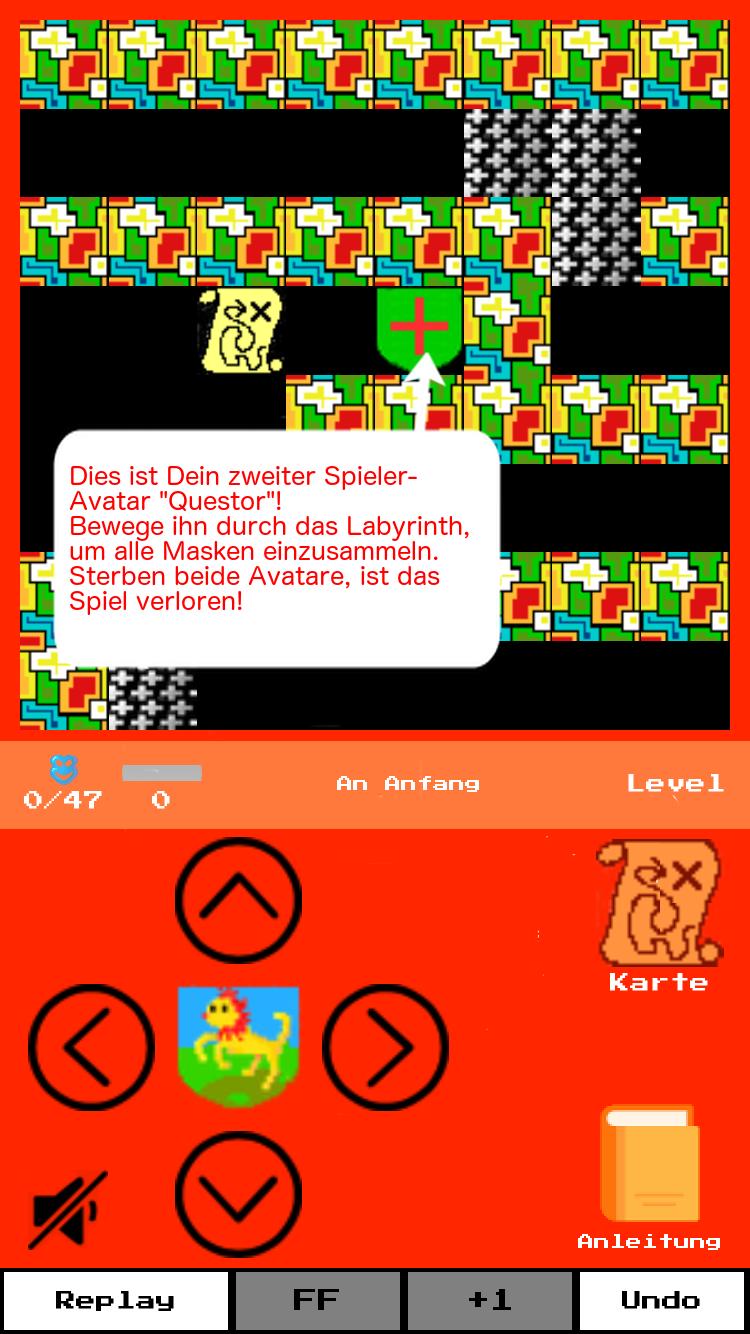 Dies ist Dein zweiter Spieler-
Avatar "Questor"!
Bewege ihn durch das Labyrinth,
um alle Masken einzusammeln.
Sterben beide Avatare, ist das
Spiel verloren!
0/47
0
An Anfang
Level
Karte
Anleitung
Replay
FF
+1
Undo